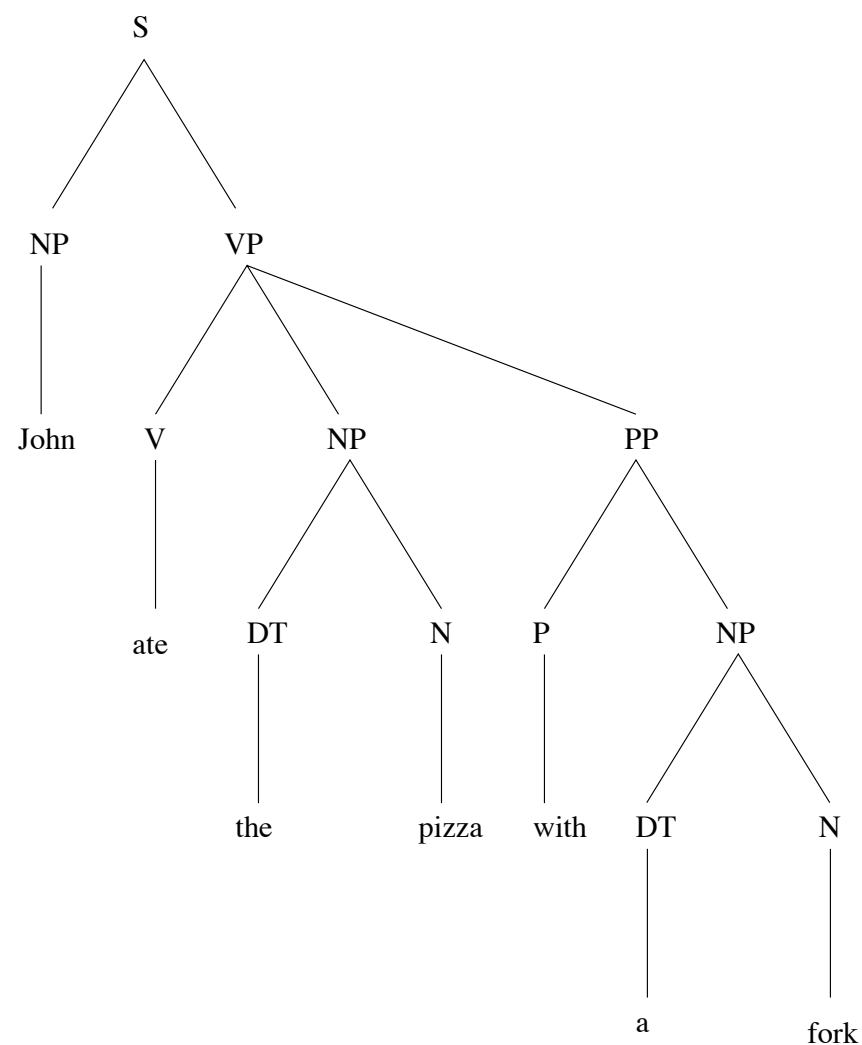 S
NP VP
John V NP PP
ate DT N P NP
the pizza with DT N
a fork